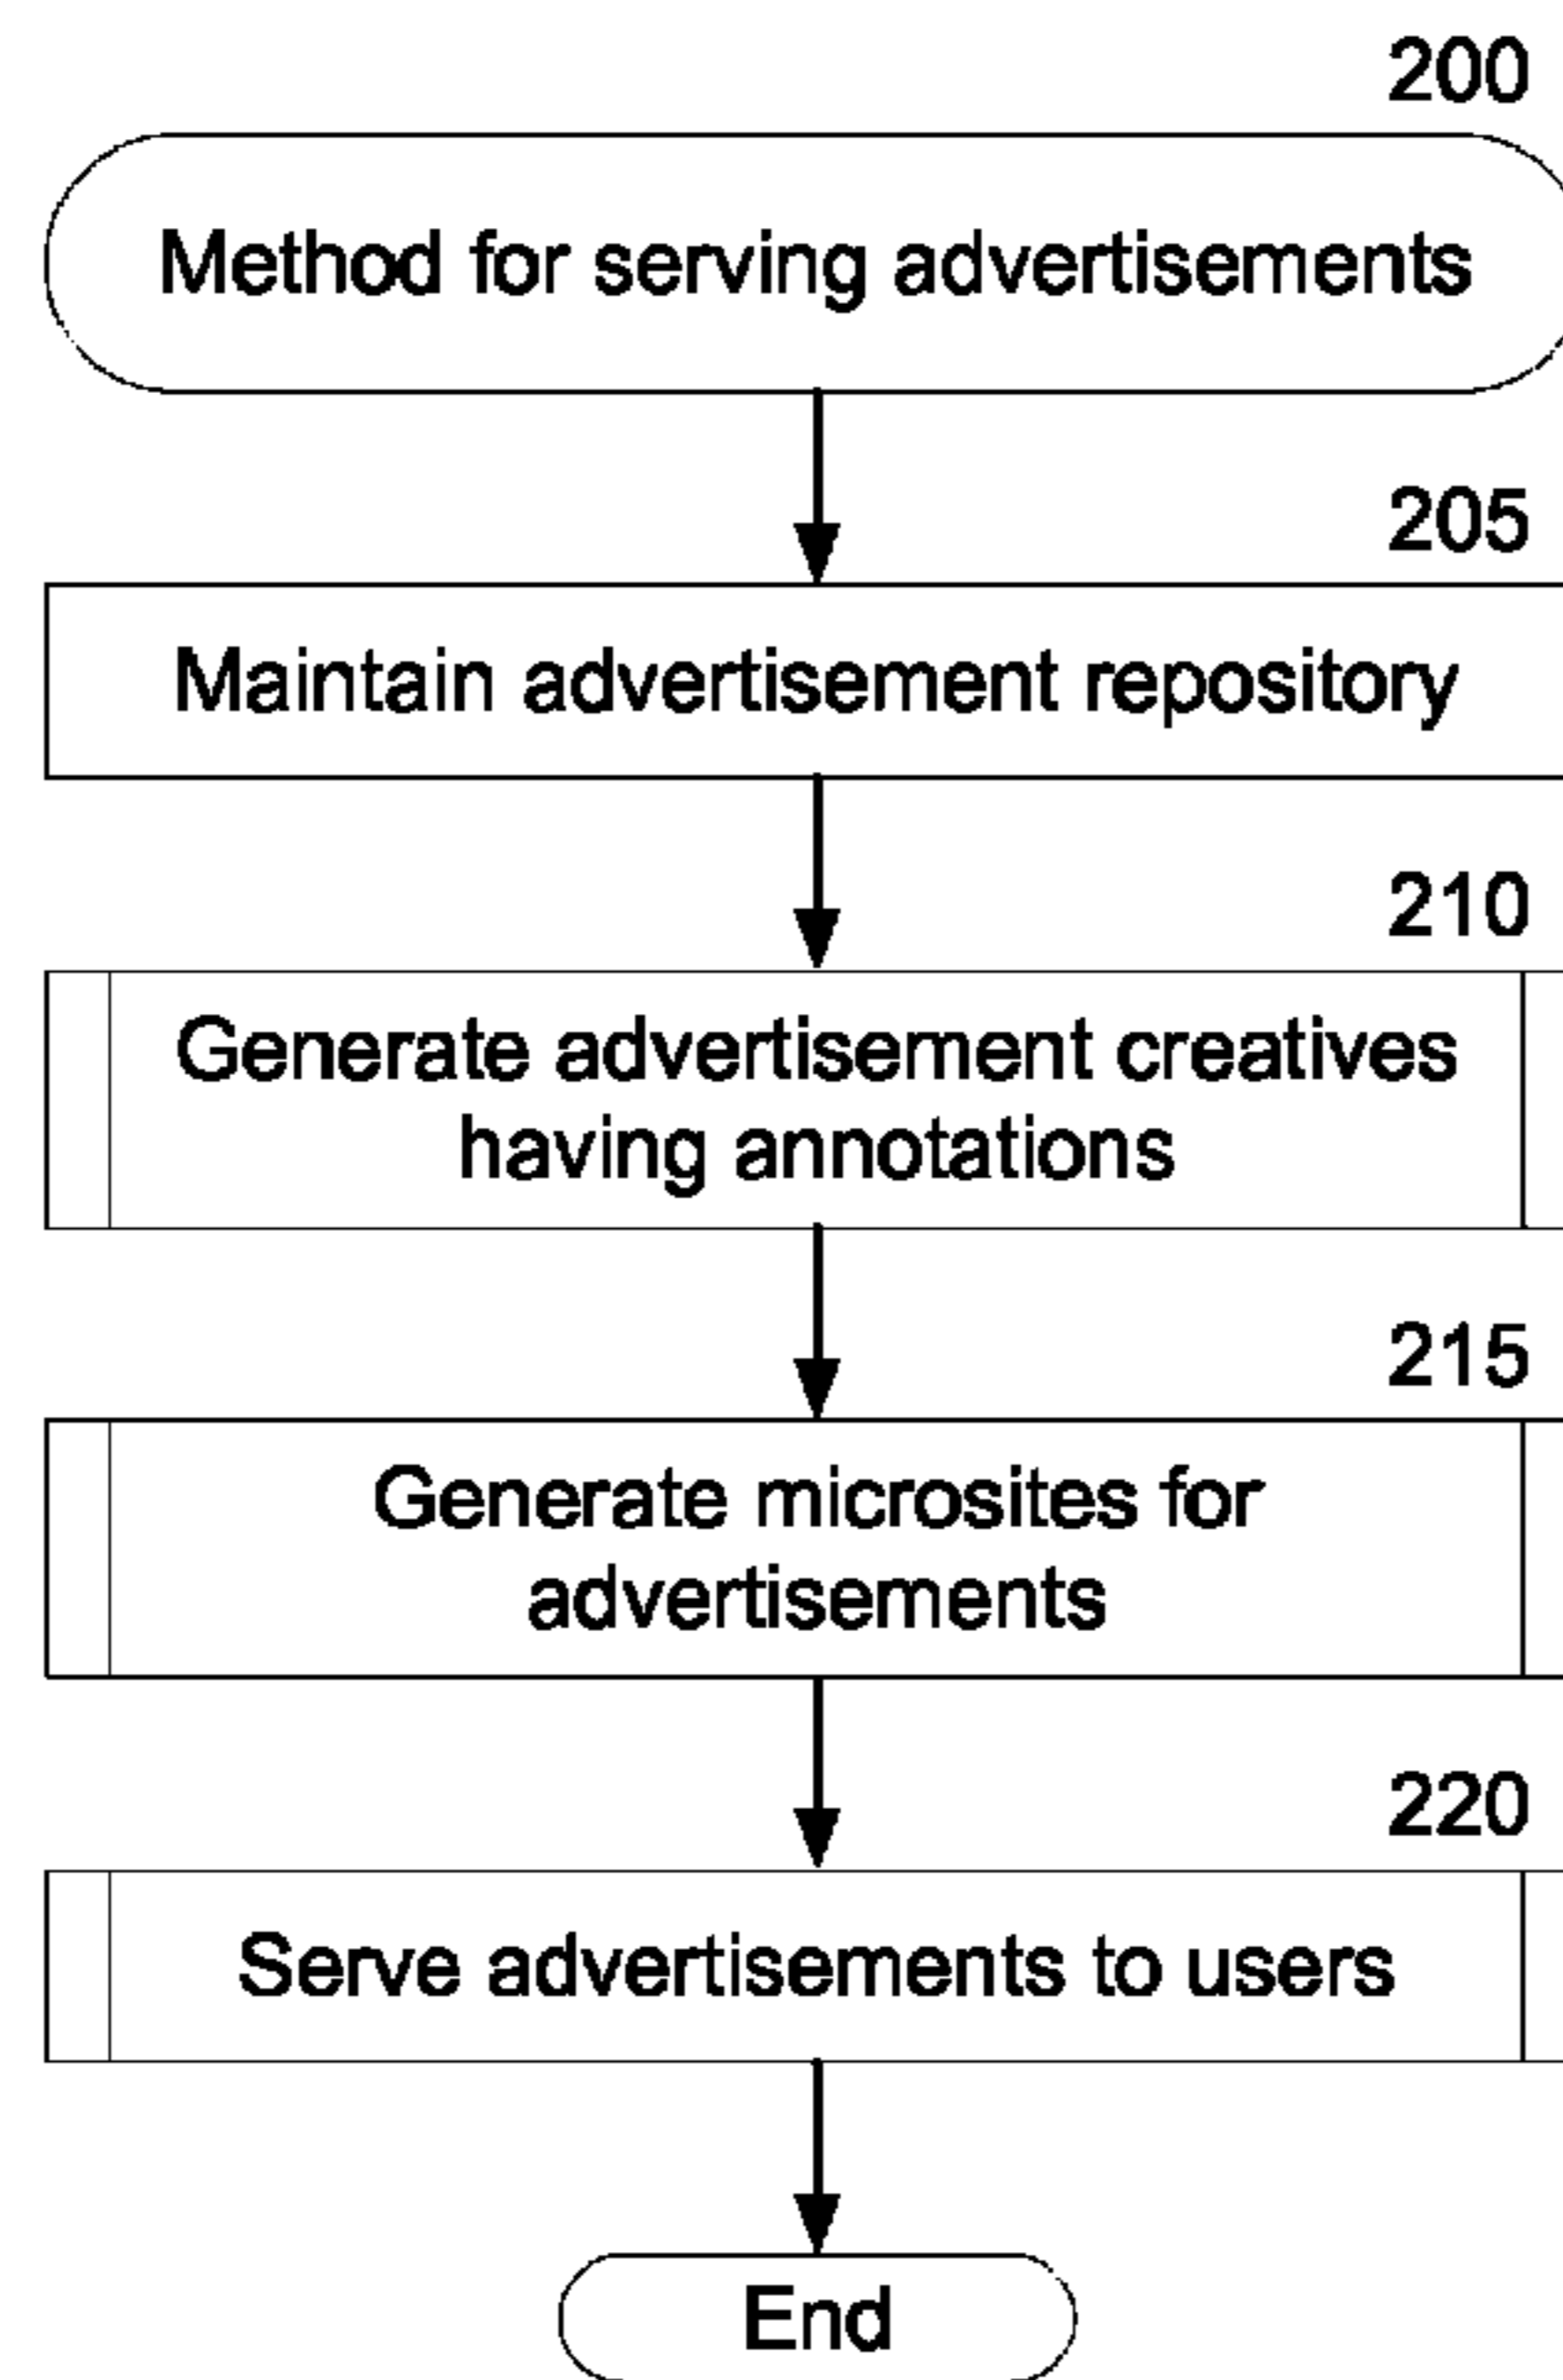 200
Method for serving advertisements
205
Maintain advertisement repository
210
Generate advertisement creatives
having annotations
215
Generate microsites for
advertisements
220
Serve advertisements to users
End